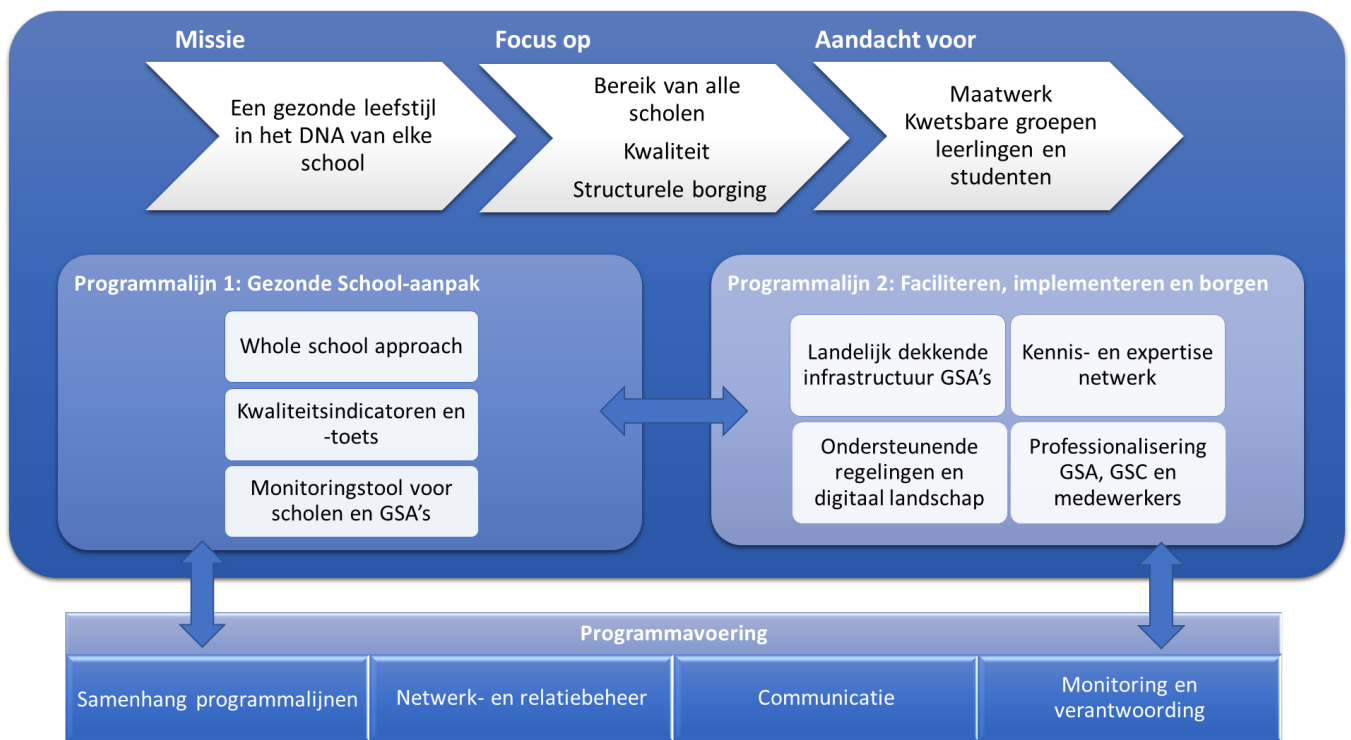 Missie
Een gezonde leefstijl
in het DNA van elke
school
Focus op
Bereik van alle
scholen
Kwaliteit
Structurele borging
Aandacht voor
Maatwerk
Kwetsbare groepen
leerlingen en
studenten
Programmalijn 1: Gezonde School-aanpak
Whole school approach
Kwaliteitsindicatoren en
-toets
Monitoringstool voor
scholen en GSA's
Programmalijn 2: Faciliteren, implementeren en borgen
Landelijk dekkende
infrastructuur GSA's
Kennis- en expertise
netwerk
Ondersteunende
regelingen en
digitaal landschap
Professionalisering
GSA, GSC en
medewerkers
Programmavoering
Samenhang programmalijnen
Netwerk- en relatiebeheer
Communicatie
Monitoring en
verantwoording